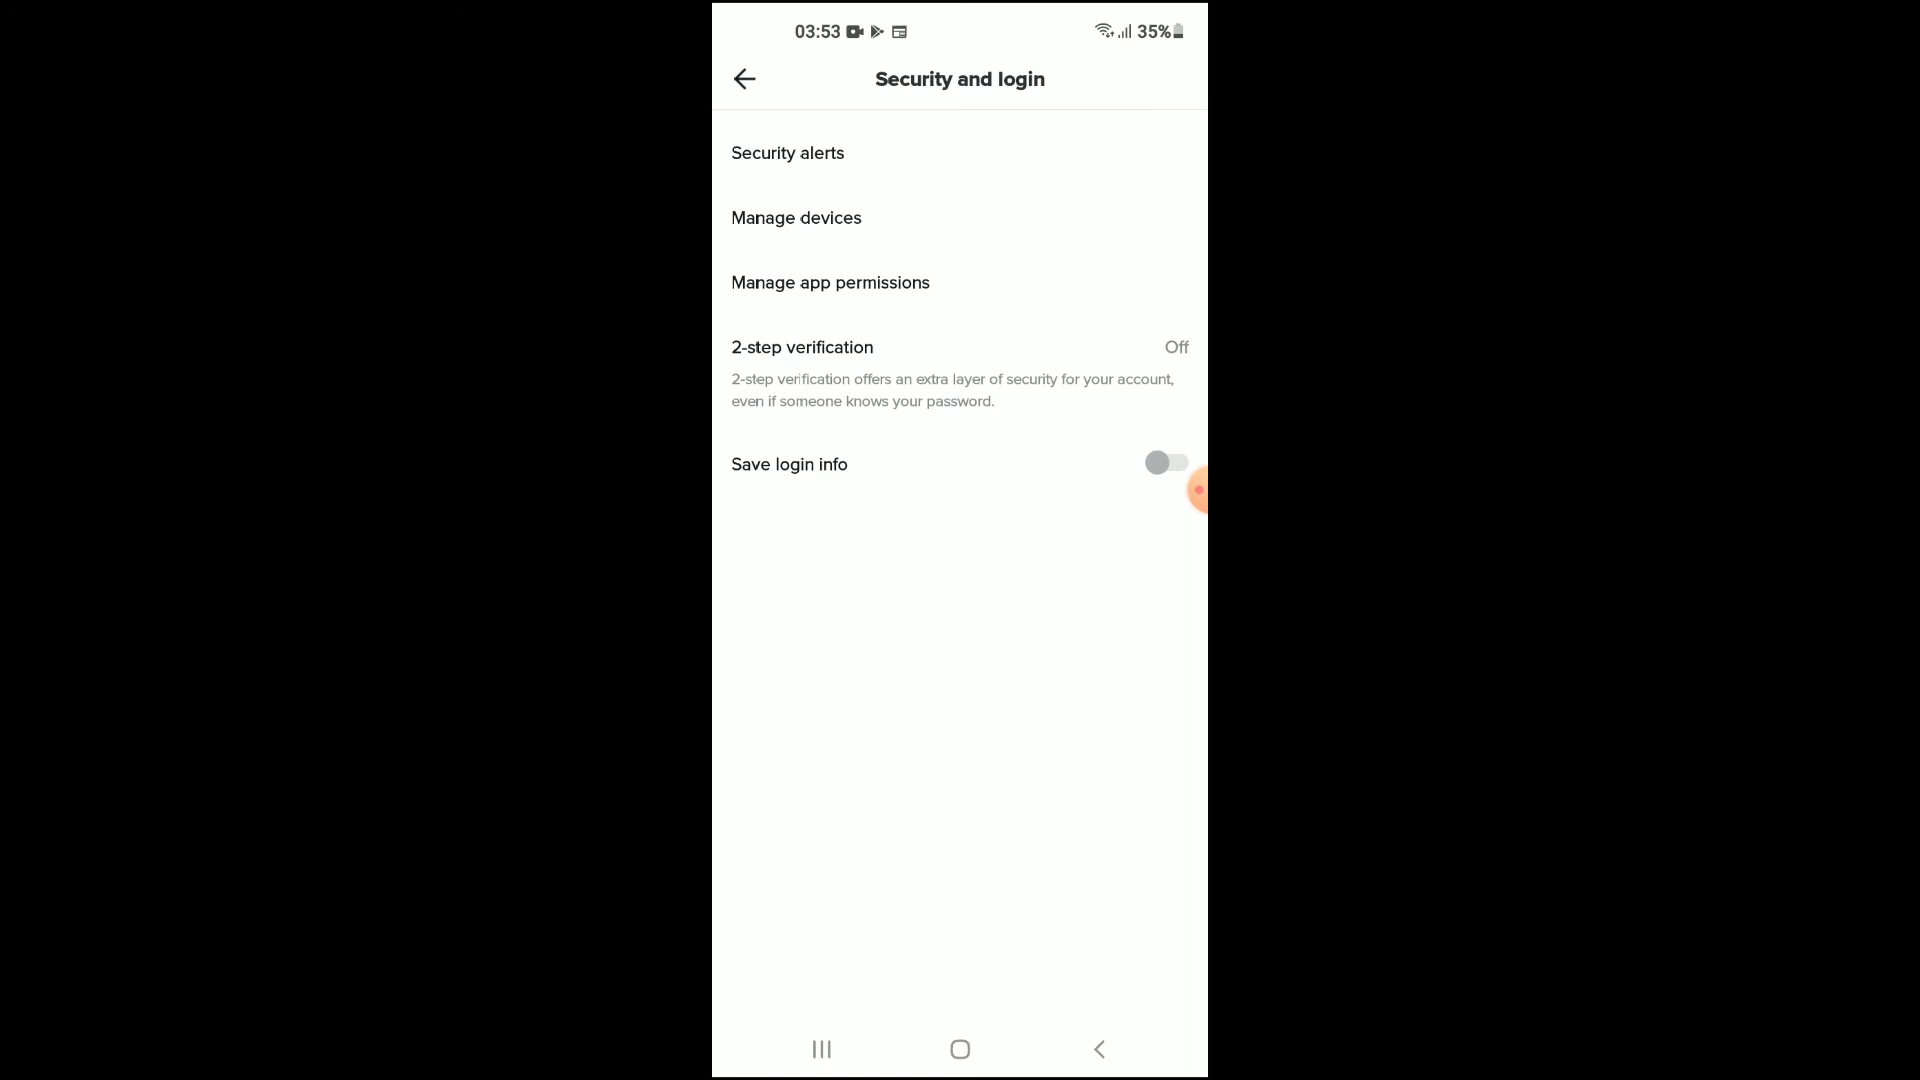 03:53
35%
Security and login
Security alerts
Manage devices
Manage app permissions
2-step verification Off
2-step verification offers an extra layer of security for your account,
even if someone knows your password.
Save login info